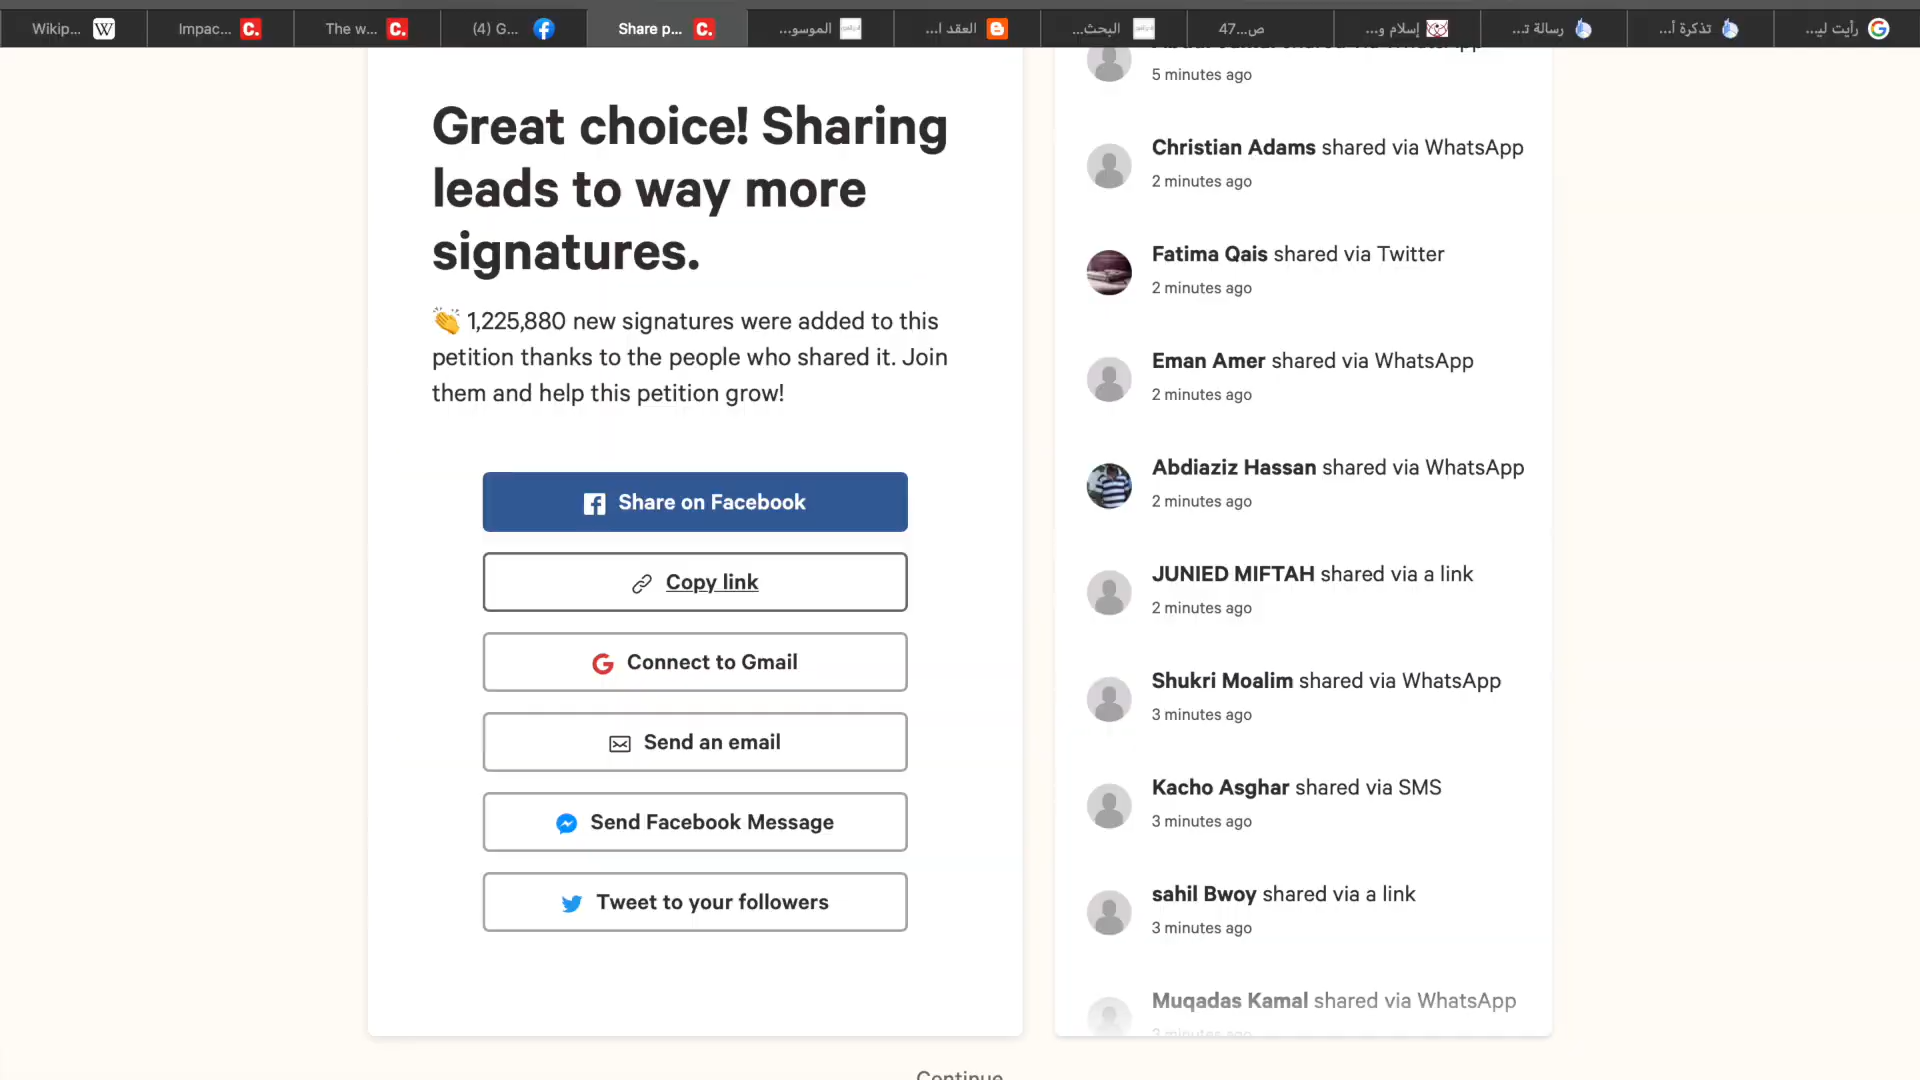 Wikip...
Impac...
The w...
(4) G...
Share p...
الموسو...
العقد ا...
البحث...
ص...47
إسلام و...
رسالة تـ...
تذكرة أ...
رأيت ليـ...
Great choice! Sharing
leads to way more
signatures.
👏 1,225,880 new signatures were added to this
petition thanks to the people who shared it. Join
them and help this petition grow!
Share on Facebook
Copy link
Connect to Gmail
Send an email
Send Facebook Message
Tweet to your followers
5 minutes ago
Christian Adams shared via WhatsApp
2 minutes ago
Fatima Qais shared via Twitter
2 minutes ago
Eman Amer shared via WhatsApp
2 minutes ago
Abdiaziz Hassan shared via WhatsApp
2 minutes ago
JUNIED MIFTAH shared via a link
2 minutes ago
Shukri Moalim shared via WhatsApp
3 minutes ago
Kacho Asghar shared via SMS
3 minutes ago
sahil Bwoy shared via a link
3 minutes ago
Muqadas Kamal shared via WhatsApp
3 minutes ago
Continue